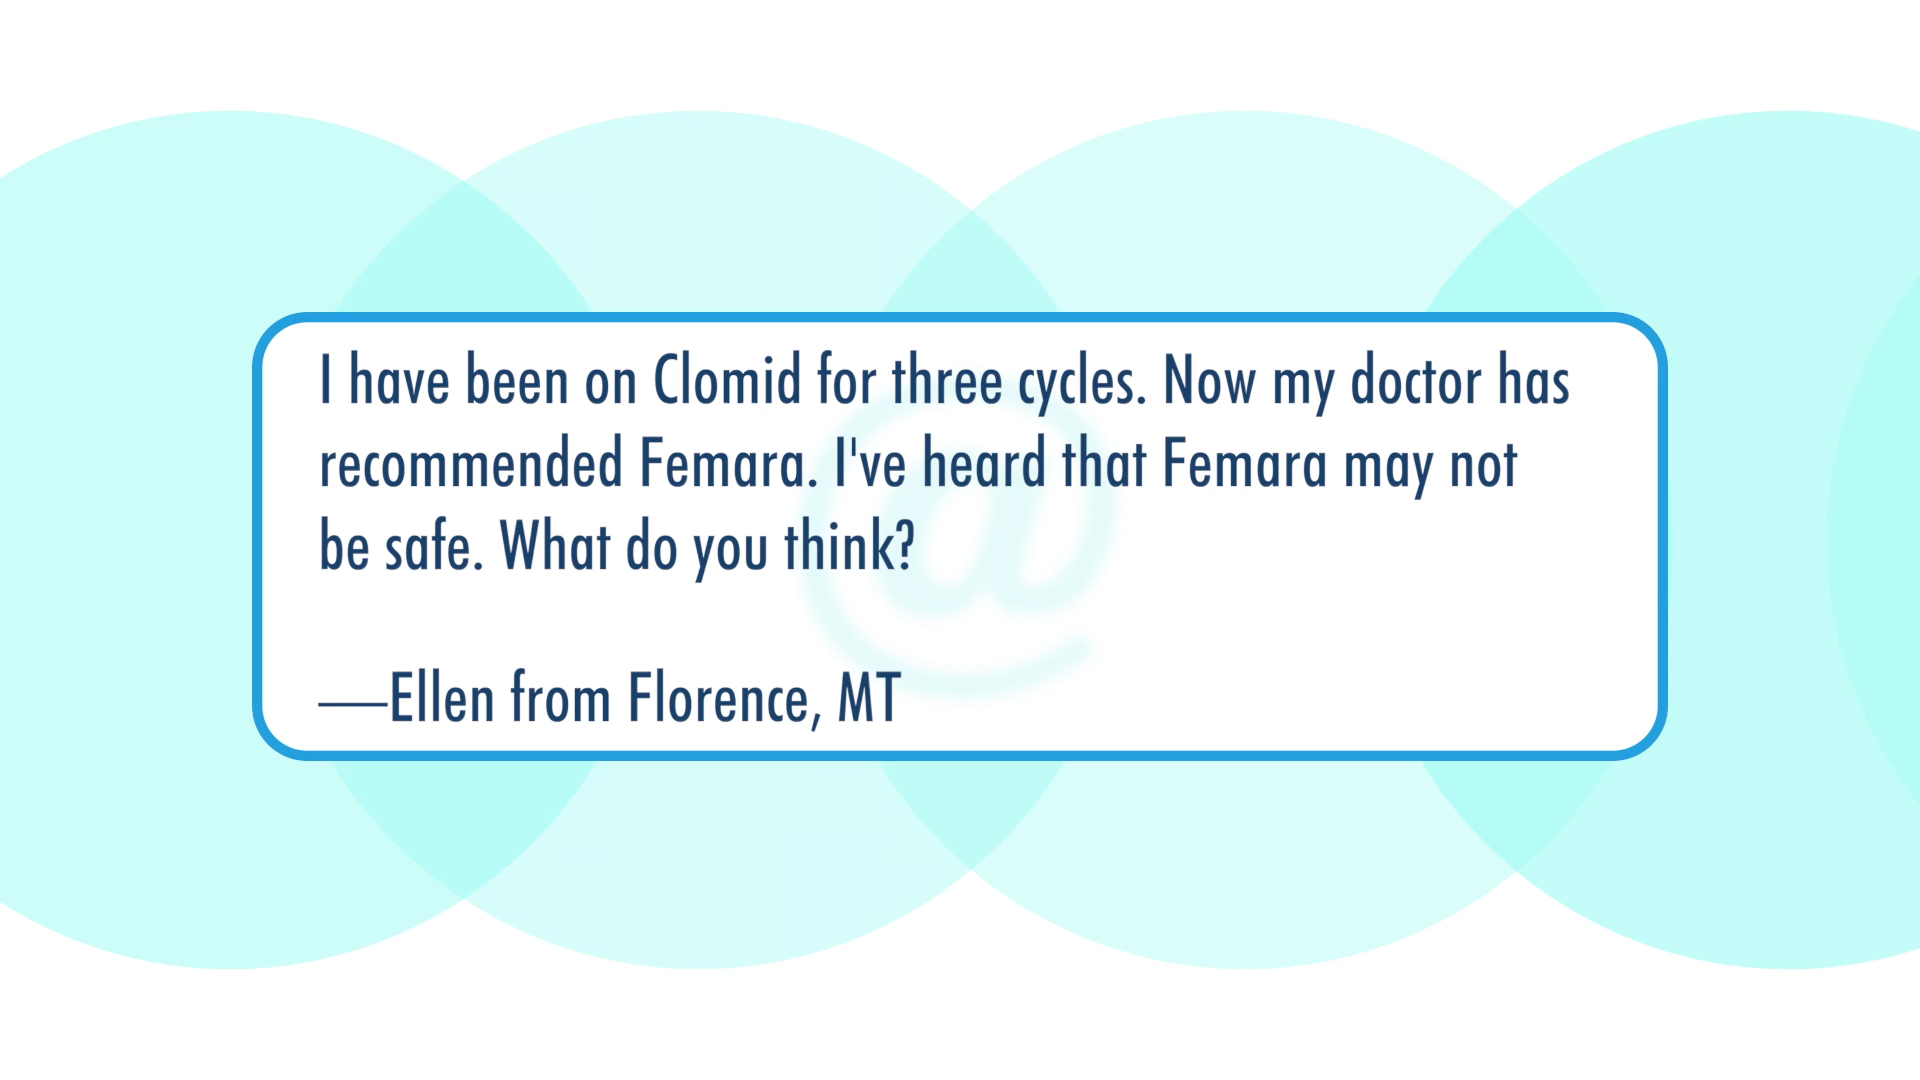 I have been on Clomid for three cycles. Now my doctor has
recommended Femara. I've heard that Femara may not
be safe. What do you think?
—Ellen from Florence, MT
@